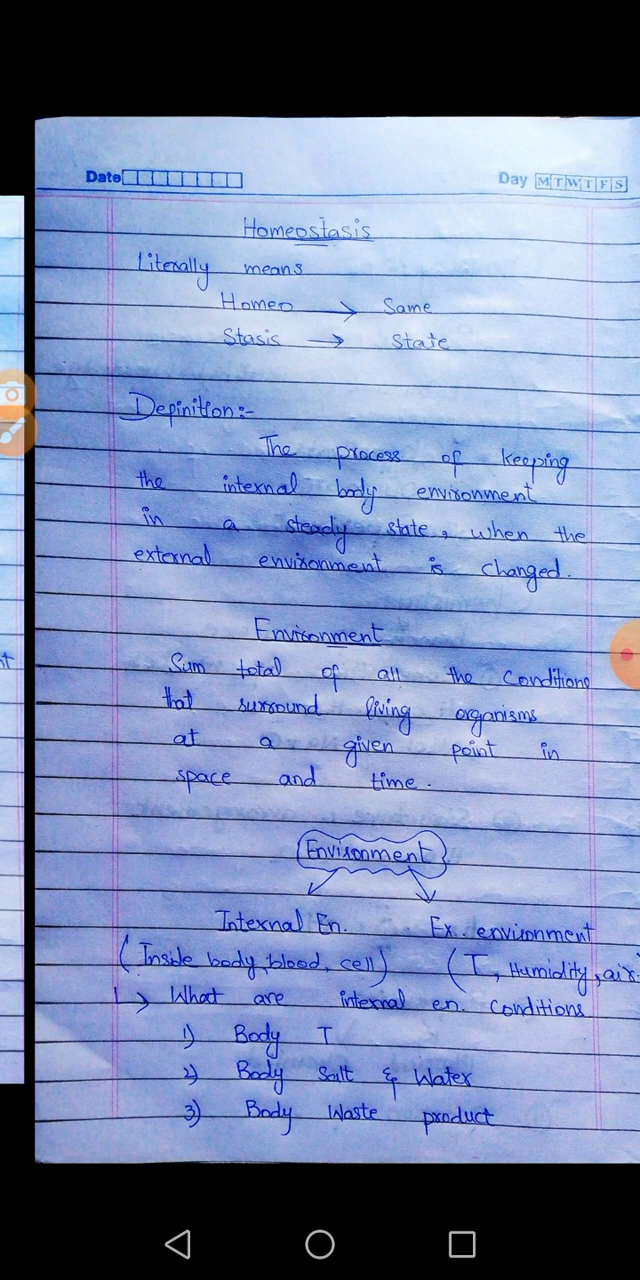 Date
Day M T W T F S
Homeostasis
Literally means
Homeo → Same
Stasis → State
Definition:-
The process of keeping
the internal body environment
in a steady state, when the
external environment is changed.
Environment
Sum total of all the conditions
that surround living organisms
at a given point in
space and time.
Environment
Internal En. Ex. environment
(Inside body, blood, cell) (T, Humidity, air
What are internal en. conditions
1) Body T
2) Body Salt & Water
3) Body Waste product